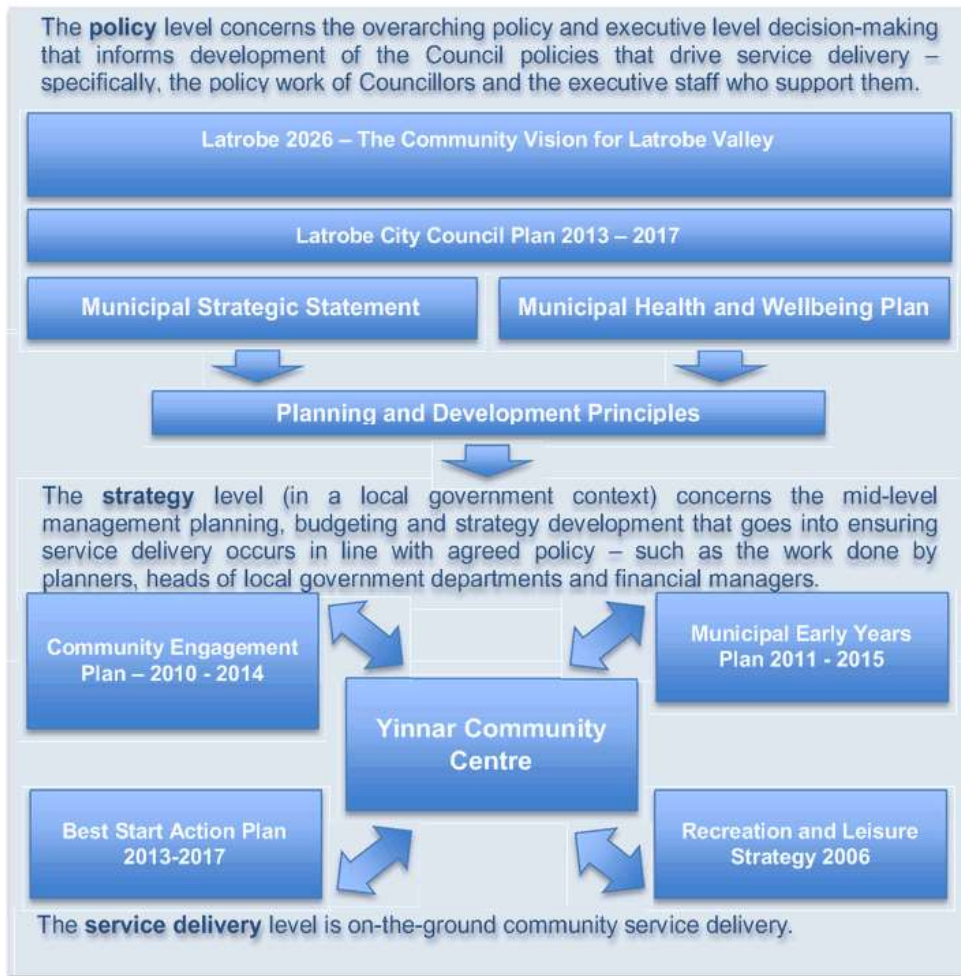 The policy level concerns the overarching policy and executive level decision-making
that informs development of the Council policies that drive service delivery –
specifically, the policy work of Councillors and the executive staff who support them.
Latrobe 2026 – The Community Vision for Latrobe Valley
Latrobe City Council Plan 2013 – 2017
Municipal Strategic Statement
Municipal Health and Wellbeing Plan
Planning and Development Principles
The strategy level (in a local government context) concerns the mid-level
management planning, budgeting and strategy development that goes into ensuring
service delivery occurs in line with agreed policy – such as the work done by
planners, heads of local government departments and financial managers.
Community Engagement
Plan – 2010 - 2014
Municipal Early Years
Plan 2011 - 2015
Yinnar Community
Centre
Best Start Action Plan
2013-2017
Recreation and Leisure
Strategy 2006
The service delivery level is on-the-ground community service delivery.